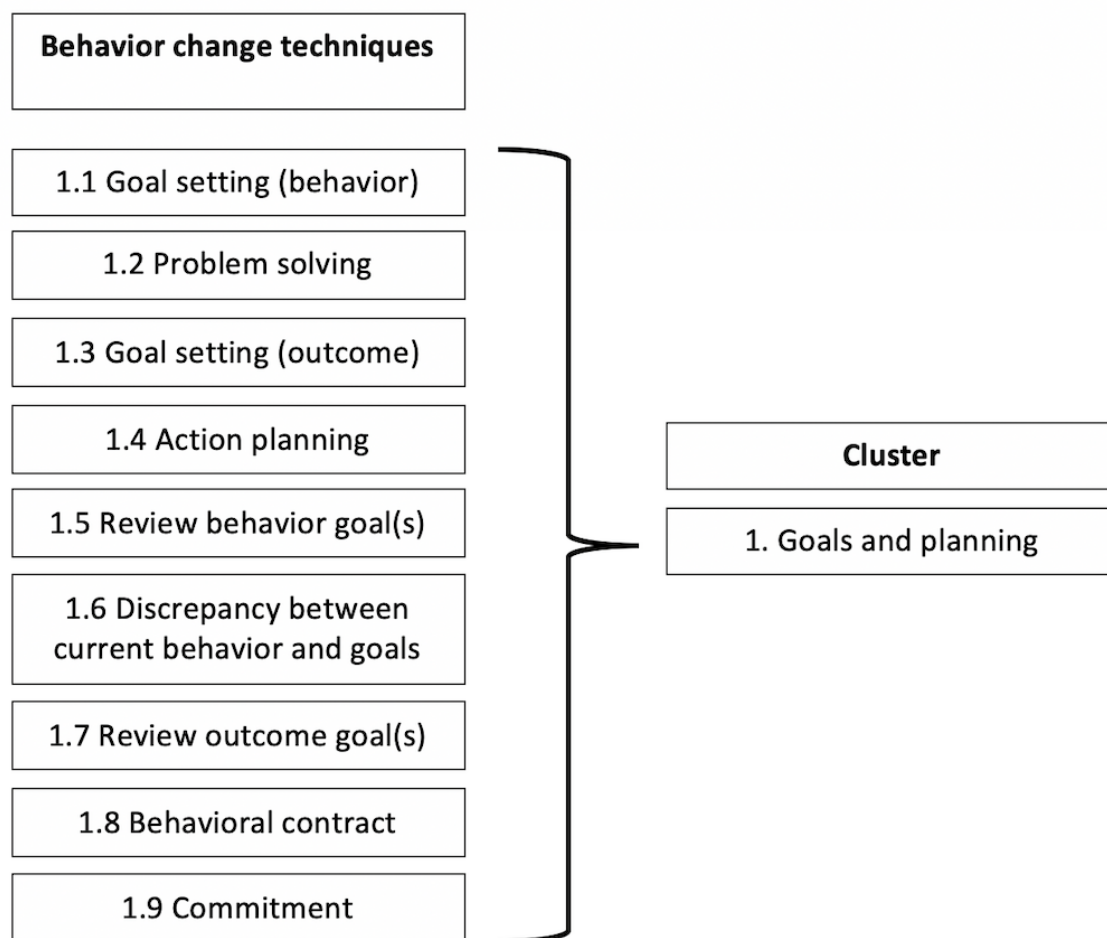 Behavior change techniques
1.1 Goal setting (behavior)
1.2 Problem solving
1.3 Goal setting (outcome)
1.4 Action planning
1.5 Review behavior goal(s)
1.6 Discrepancy between
current behavior and goals
1.7 Review outcome goal(s)
1.8 Behavioral contract
1.9 Commitment
Cluster
1. Goals and planning